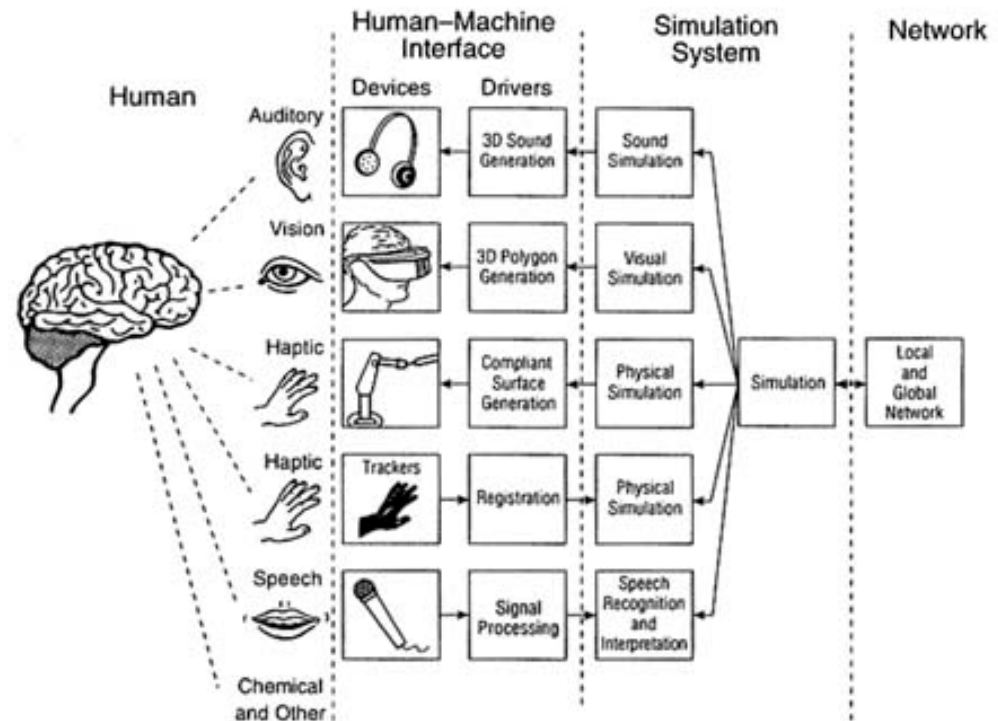 Human–Machine
Interface
Simulation
System
Network
Human
Devices
Drivers
Auditory
3D Sound
Generation
Sound
Simulation
Vision
3D Polygon
Generation
Visual
Simulation
Haptic
Compliant
Surface
Generation
Physical
Simulation
Simulation
Local
and
Global
Network
Haptic
Trackers
Registration
Physical
Simulation
Speech
Signal
Processing
Speech
Recognition
and
Interpretation
Chemical
and Other